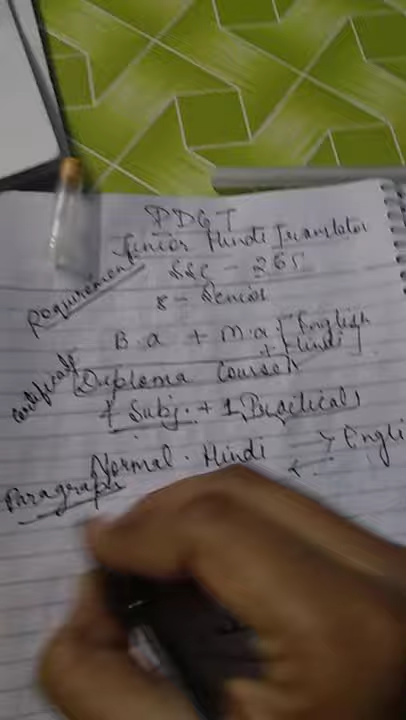 PDGT
Junior Hindi Translator
SSC - 265
Requirement
8 - Senior
B.a + M.a [English + Hindi]
Certificate
Diploma Course
4 Subj. + 1 Practical
Normal. Hindi
Paragraph